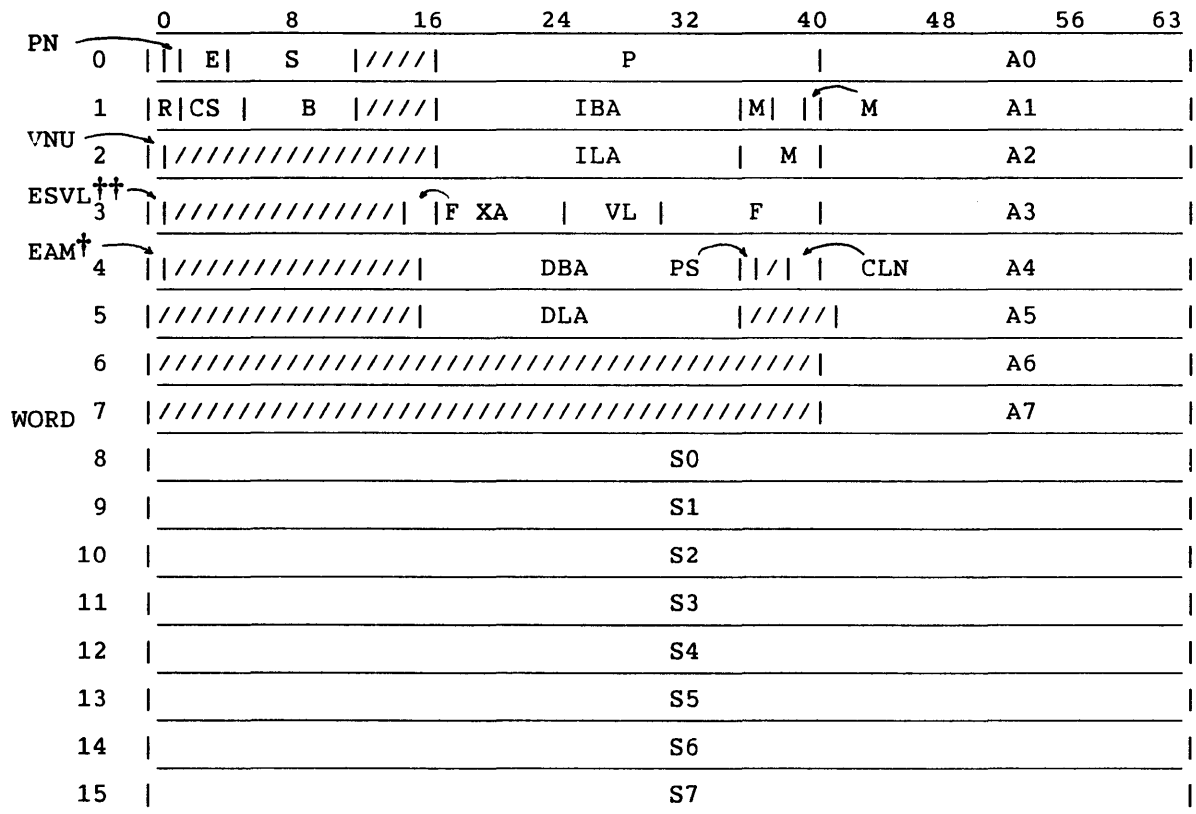 0 8 16 24 32 40 48 56 63
PN
0 | | | E| S |////| P | A0 |
1 |R|CS | B |////| IBA |M| | | M A1 |
VNU
2 | |////////////////| ILA | M | A2 |
ESVL††
3 | |//////////////| |F XA | VL | F | A3 |
EAM†
4 | |///////////////| DBA PS | |/| | CLN A4 |
5 |////////////////| DLA |/////| A5 |
6 |/////////////////////////////////////////| A6 |
WORD 7 |/////////////////////////////////////////| A7 |
8 | S0 |
9 | S1 |
10 | S2 |
11 | S3 |
12 | S4 |
13 | S5 |
14 | S6 |
15 | S7 |